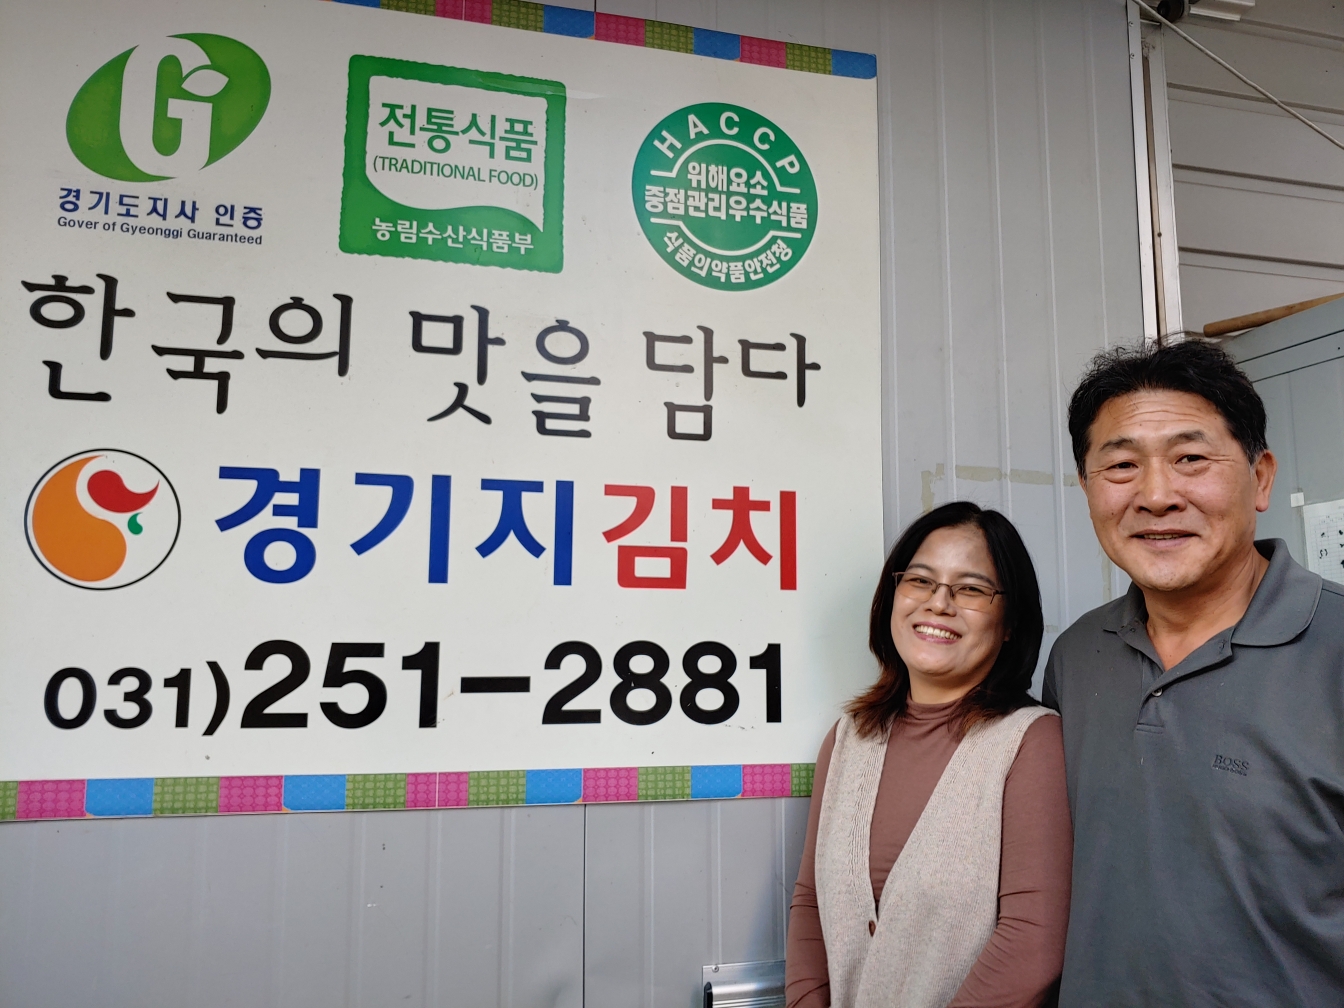 경기도지사 인증
Gover of Gyeonggi Guaranteed
전통식품
(TRADITIONAL FOOD)
농림수산식품부
HACCP
위해요소
중점관리우수식품
식품의약품안전청
한국의 맛을 담다
경기지김치
031)251-2881
BOSS